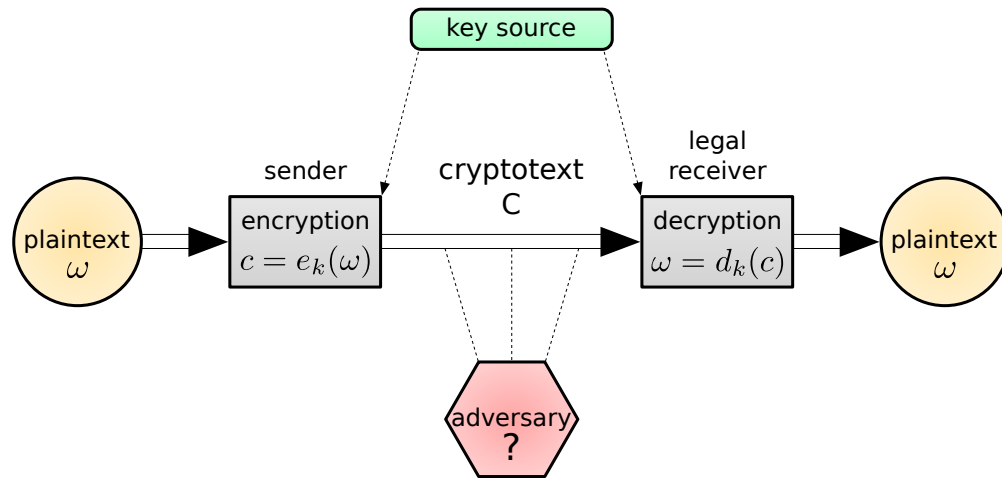 key source
sender
cryptotext
C
legal
receiver
plaintext
ω
encryption
c = e_k(ω)
decryption
ω = d_k(c)
plaintext
ω
adversary
?